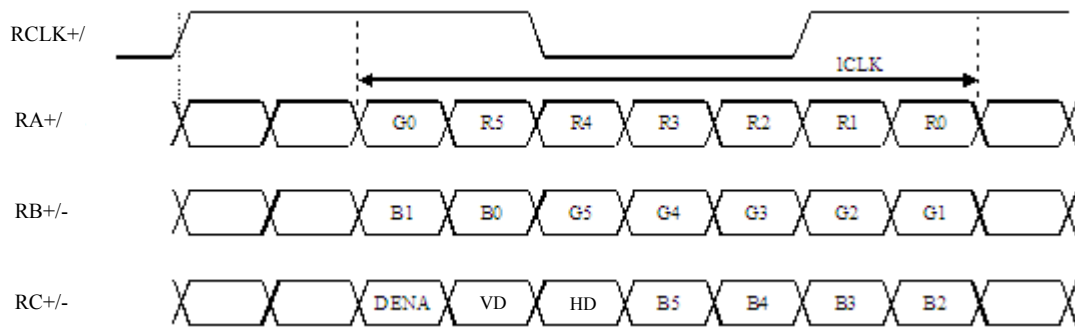 RCLK+/
1CLK
RA+/
G0 R5 R4 R3 R2 R1 R0
RB+/-
B1 B0 G5 G4 G3 G2 G1
RC+/-
DENA VD HD B5 B4 B3 B2